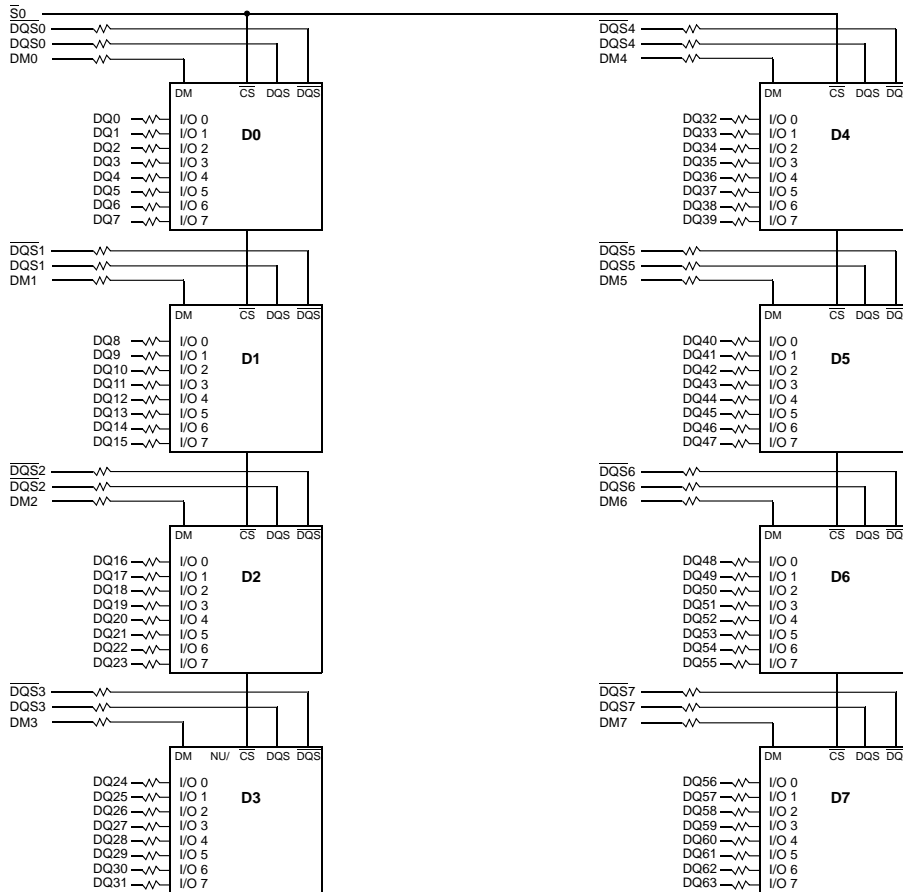 S0
DQS0
DQS0
DM0
DM CS DQS DQS
D0
DQ0 I/O 0
DQ1 I/O 1
DQ2 I/O 2
DQ3 I/O 3
DQ4 I/O 4
DQ5 I/O 5
DQ6 I/O 6
DQ7 I/O 7
DQS1
DQS1
DM1
DM CS DQS DQS
D1
DQ8 I/O 0
DQ9 I/O 1
DQ10 I/O 2
DQ11 I/O 3
DQ12 I/O 4
DQ13 I/O 5
DQ14 I/O 6
DQ15 I/O 7
DQS2
DQS2
DM2
DM CS DQS DQS
D2
DQ16 I/O 0
DQ17 I/O 1
DQ18 I/O 2
DQ19 I/O 3
DQ20 I/O 4
DQ21 I/O 5
DQ22 I/O 6
DQ23 I/O 7
DQS3
DQS3
DM3
DM NU/ CS DQS DQS
D3
DQ24 I/O 0
DQ25 I/O 1
DQ26 I/O 2
DQ27 I/O 3
DQ28 I/O 4
DQ29 I/O 5
DQ30 I/O 6
DQ31 I/O 7
DQS4
DQS4
DM4
DM CS DQS DQ
D4
DQ32 I/O 0
DQ33 I/O 1
DQ34 I/O 2
DQ35 I/O 3
DQ36 I/O 4
DQ37 I/O 5
DQ38 I/O 6
DQ39 I/O 7
DQS5
DQS5
DM5
DM CS DQS DQ
D5
DQ40 I/O 0
DQ41 I/O 1
DQ42 I/O 2
DQ43 I/O 3
DQ44 I/O 4
DQ45 I/O 5
DQ46 I/O 6
DQ47 I/O 7
DQS6
DQS6
DM6
DM CS DQS DQ
D6
DQ48 I/O 0
DQ49 I/O 1
DQ50 I/O 2
DQ51 I/O 3
DQ52 I/O 4
DQ53 I/O 5
DQ54 I/O 6
DQ55 I/O 7
DQS7
DQS7
DM7
DM CS DQS DQ
D7
DQ56 I/O 0
DQ57 I/O 1
DQ58 I/O 2
DQ59 I/O 3
DQ60 I/O 4
DQ61 I/O 5
DQ62 I/O 6
DQ63 I/O 7